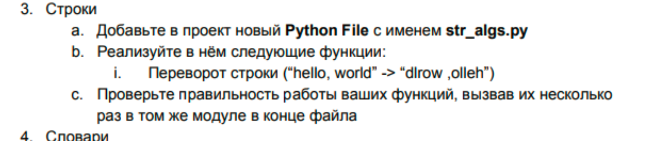 3. Строки
a. Добавьте в проект новый Python File с именем str_algs.py
b. Реализуйте в нём следующие функции:
i. Переворот строки (“hello, world” -> “dlrow ,olleh”)
c. Проверьте правильность работы ваших функций, вызвав их несколько
раз в том же модуле в конце файла
4. Словари